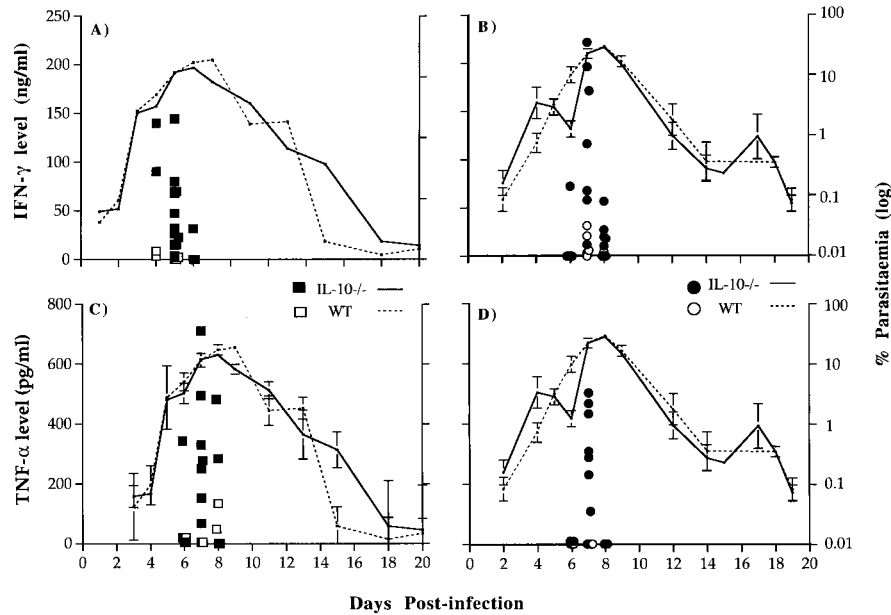 A)
B)
250
200
150
100
50
0
IFN-γ level (ng/ml)
100
10
1
0.1
0.01
IL-10-/-
WT
IL-10-/-
WT
% Parasitaemia (log)
C)
D)
800
600
400
200
0
TNF-α level (pg/ml)
100
10
1
0.1
0.01
0 2 4 6 8 10 12 14 16 18 20
0 2 4 6 8 10 12 14 16 18 20
Days Post-infection